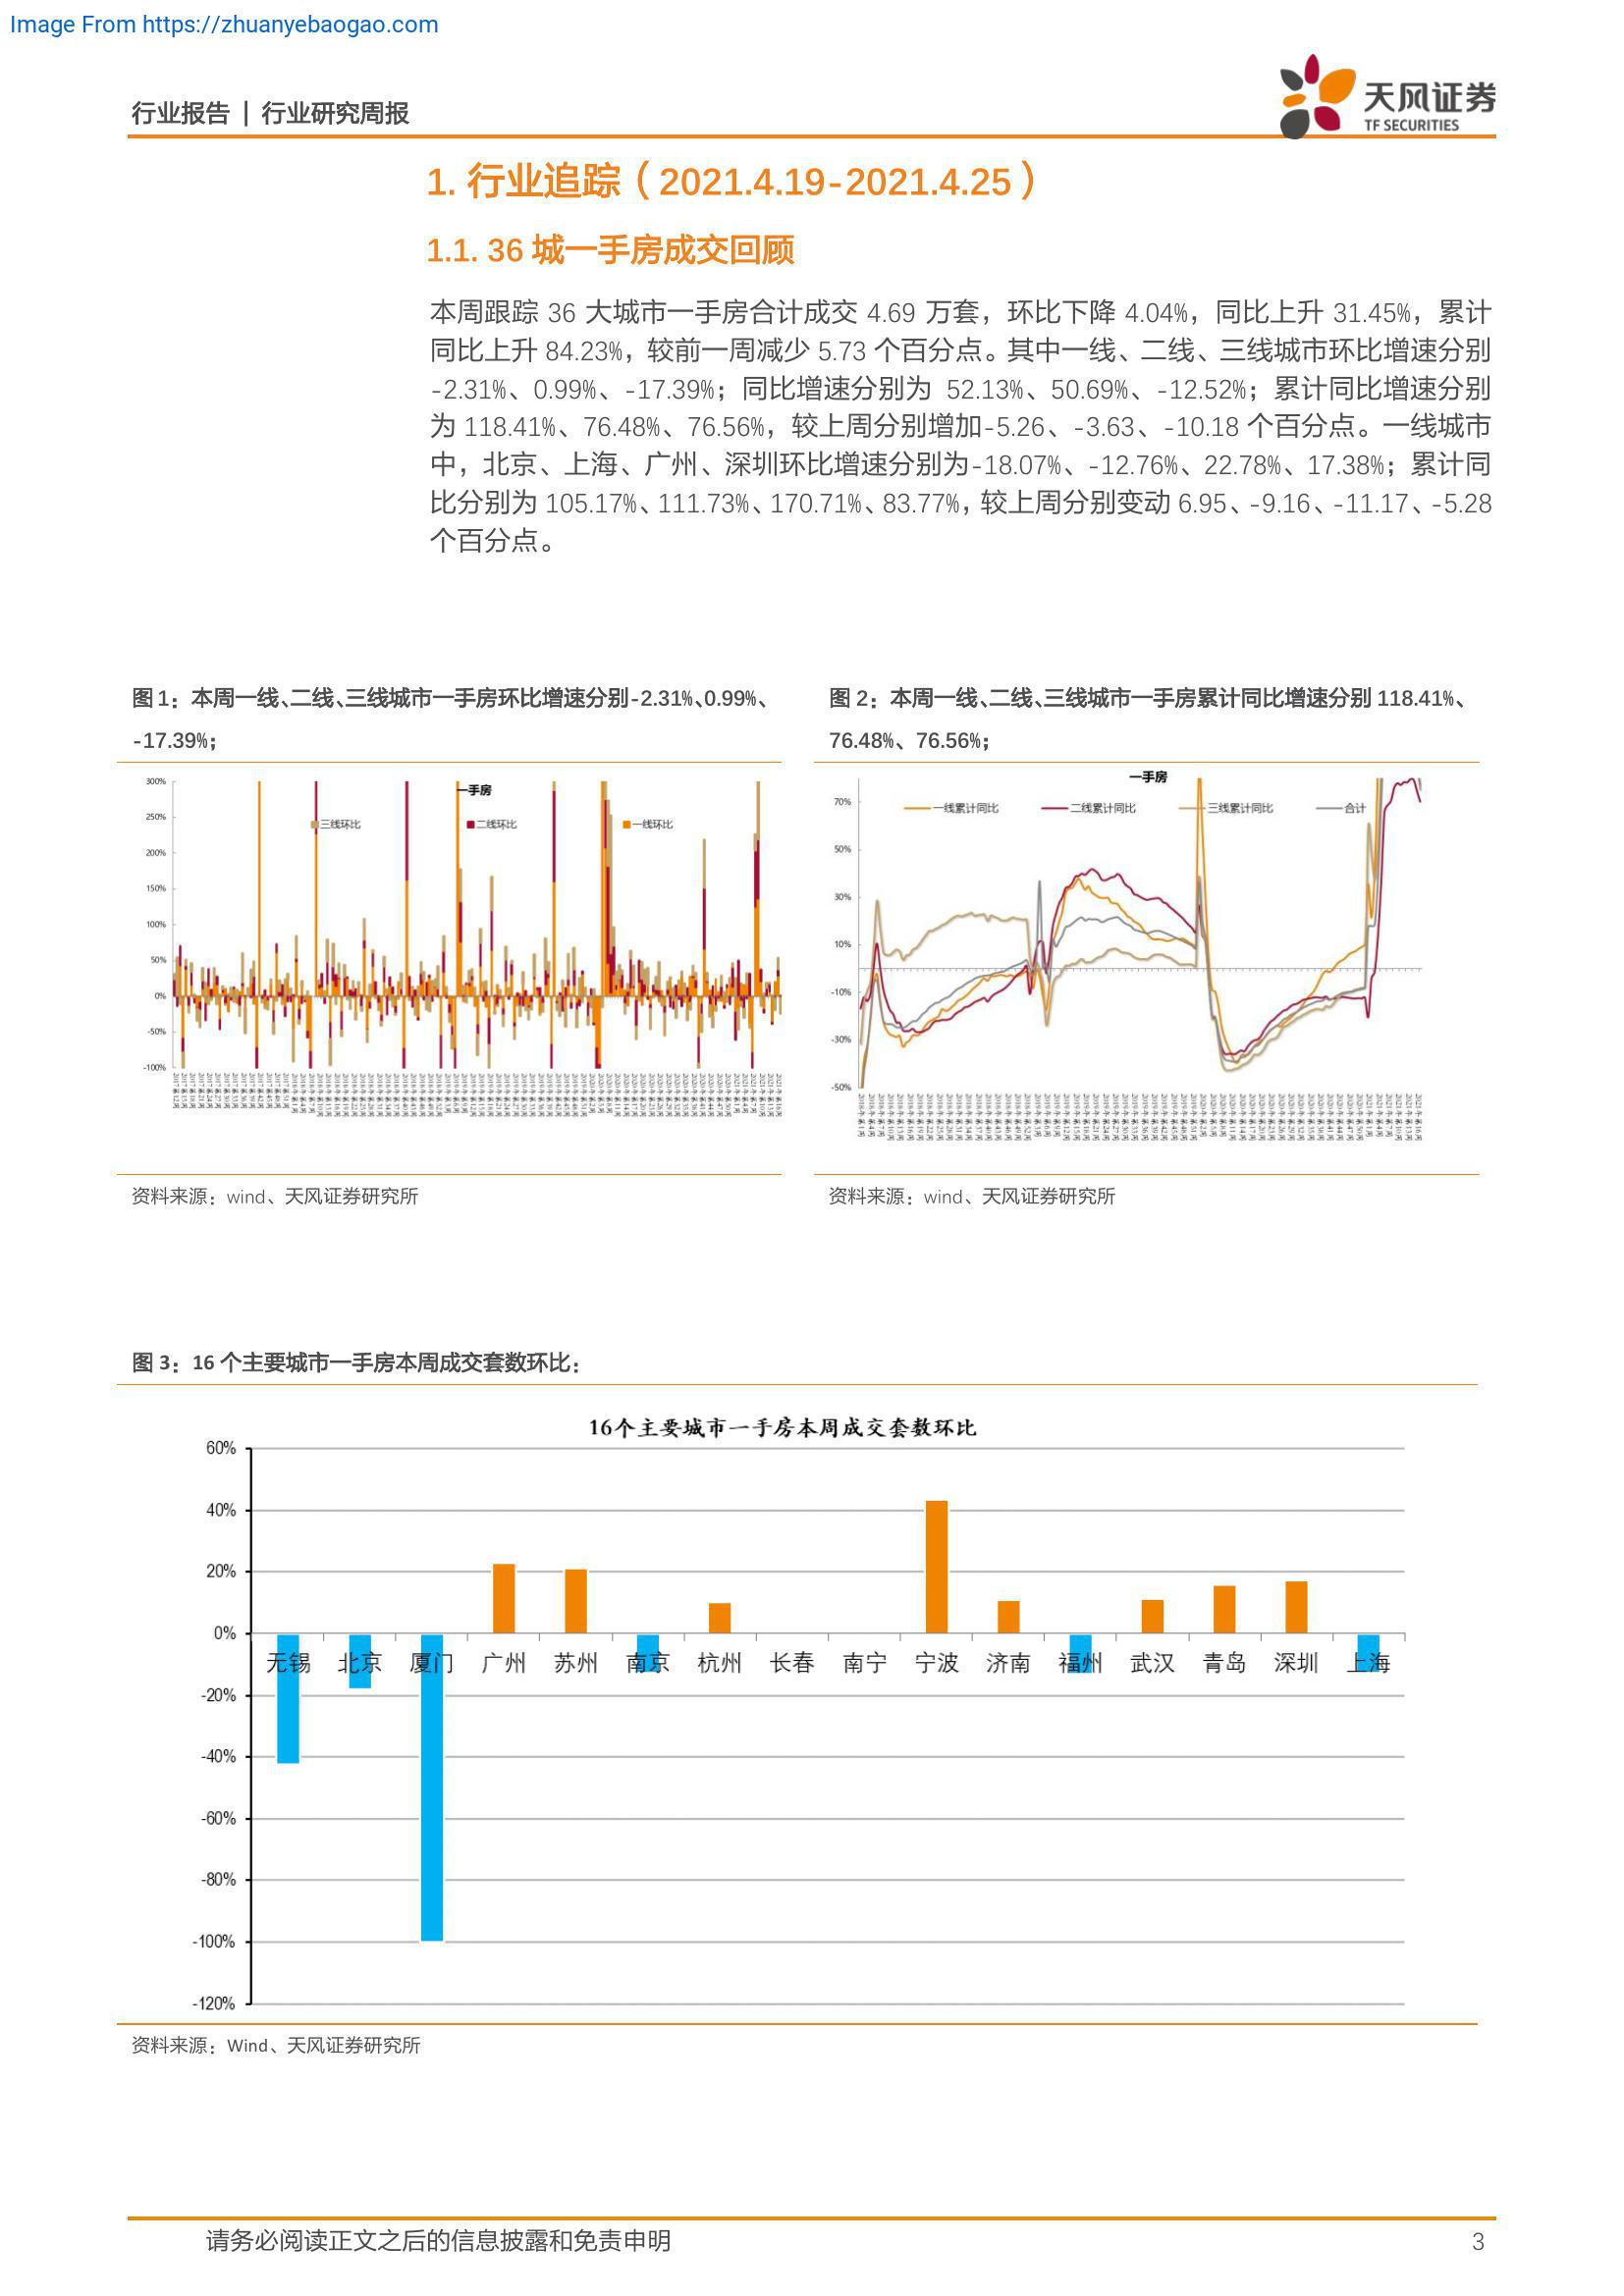 Image From https://zhuanyebaogao.com
行业报告 | 行业研究周报
天风证券
TF SECURITIES
1. 行业追踪（2021.4.19-2021.4.25）
1.1. 36 城一手房成交回顾
本周跟踪 36 大城市一手房合计成交 4.69 万套，环比下降 4.04%，同比上升 31.45%，累计
同比上升 84.23%，较前一周减少 5.73 个百分点。其中一线、二线、三线城市环比增速分别
-2.31%、0.99%、-17.39%；同比增速分别为 52.13%、50.69%、-12.52%；累计同比增速分别
为 118.41%、76.48%、76.56%，较上周分别增加-5.26、-3.63、-10.18 个百分点。一线城市
中，北京、上海、广州、深圳环比增速分别为-18.07%、-12.76%、22.78%、17.38%；累计同
比分别为 105.17%、111.73%、170.71%、83.77%，较上周分别变动 6.95、-9.16、-11.17、-5.28
个百分点。
图 1：本周一线、二线、三线城市一手房环比增速分别-2.31%、0.99%、
-17.39%；
一手房
三线环比 二线环比 一线环比
300%
250%
200%
150%
100%
50%
0%
-50%
-100%
资料来源：wind、天风证券研究所
图 2：本周一线、二线、三线城市一手房累计同比增速分别 118.41%、
76.48%、76.56%；
一手房
一线累计同比 二线累计同比 三线累计同比 合计
70%
50%
30%
10%
-10%
-30%
-50%
资料来源：wind、天风证券研究所
图 3：16 个主要城市一手房本周成交套数环比：
16个主要城市一手房本周成交套数环比
60%
40%
20%
0%
无锡 北京 厦门 广州 苏州 南京 杭州 长春 南宁 宁波 济南 福州 武汉 青岛 深圳 上海
-20%
-40%
-60%
-80%
-100%
-120%
资料来源：Wind、天风证券研究所
请务必阅读正文之后的信息披露和免责申明 3